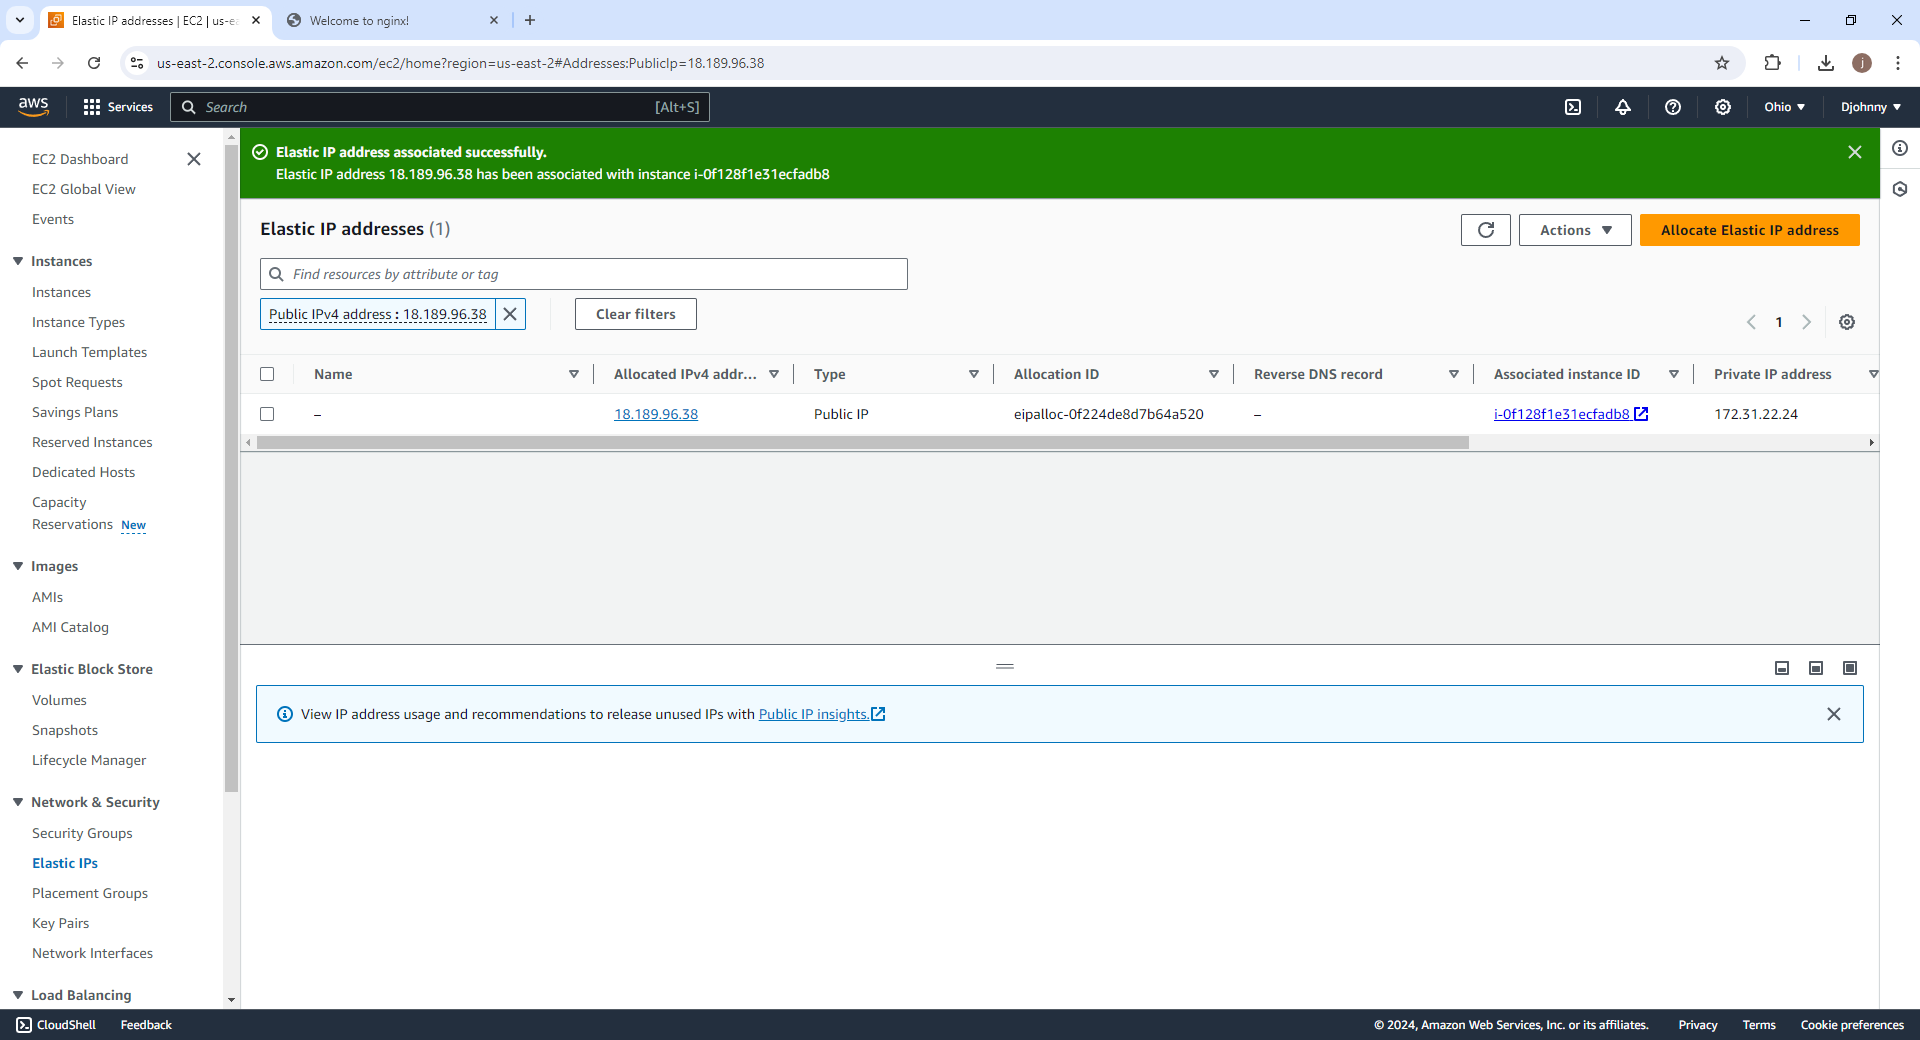 Elastic IP addresses | EC2 | us-ea
Welcome to nginx!
us-east-2.console.aws.amazon.com/ec2/home?region=us-east-2#Addresses:PublicIp=18.189.96.38
j
aws
Services
Search
[Alt+S]
Ohio
Djohnny
EC2 Dashboard
EC2 Global View
Events
Instances
Instances
Instance Types
Launch Templates
Spot Requests
Savings Plans
Reserved Instances
Dedicated Hosts
Capacity
Reservations New
Images
AMIs
AMI Catalog
Elastic Block Store
Volumes
Snapshots
Lifecycle Manager
Network & Security
Security Groups
Elastic IPs
Placement Groups
Key Pairs
Network Interfaces
Load Balancing
Elastic IP address associated successfully.
Elastic IP address 18.189.96.38 has been associated with instance i-0f128f1e31ecfadb8
Elastic IP addresses (1)
Actions
Allocate Elastic IP address
Find resources by attribute or tag
Public IPv4 address : 18.189.96.38
Clear filters
1
Name Allocated IPv4 addr... Type Allocation ID Reverse DNS record Associated instance ID Private IP address
– 18.189.96.38 Public IP eipalloc-0f224de8d7b64a520 – i-0f128f1e31ecfadb8 172.31.22.24
View IP address usage and recommendations to release unused IPs with Public IP insights.
CloudShell
Feedback
© 2024, Amazon Web Services, Inc. or its affiliates.
Privacy
Terms
Cookie preferences